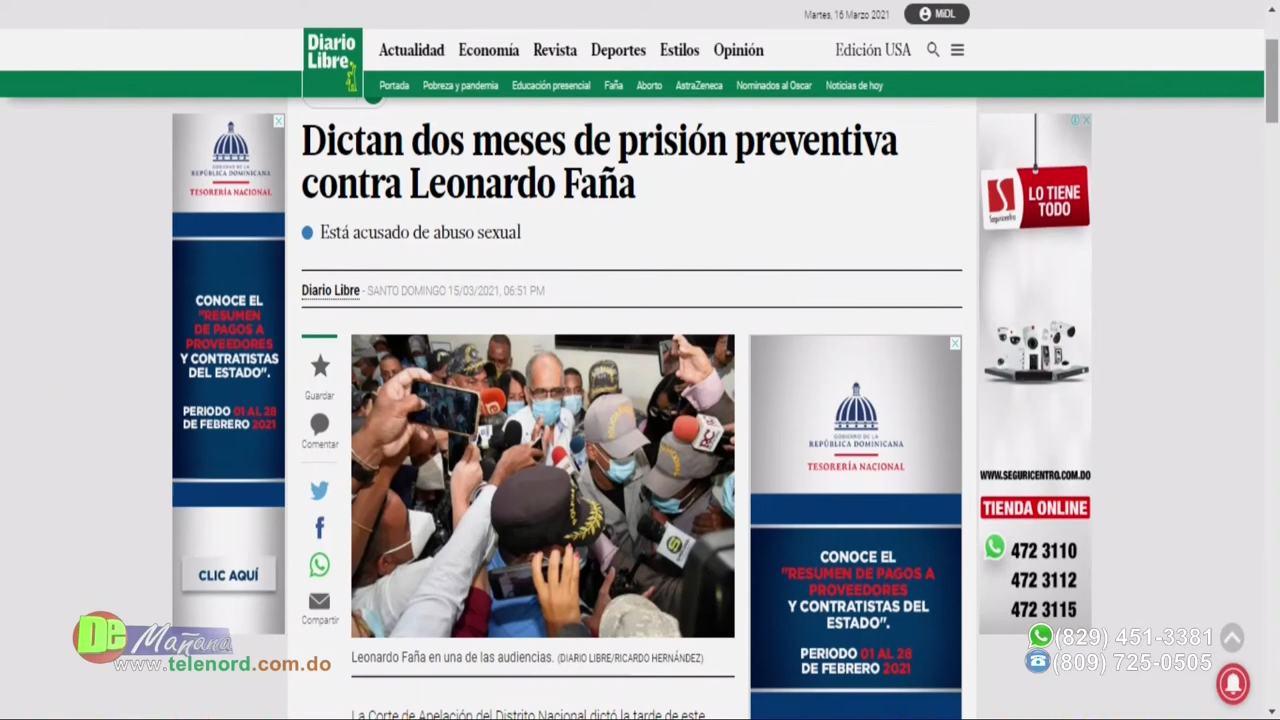 Martes, 16 Marzo 2021
MiDL
Diario
Libre
Actualidad Economía Revista Deportes Estilos Opinión
Edición USA
Portada Pobreza y pandemia Educación presencial Faña Aborto AstraZeneca Nominados al Oscar Noticias de hoy
Dictan dos meses de prisión preventiva
contra Leonardo Faña
Está acusado de abuso sexual
Diario Libre - SANTO DOMINGO 15/03/2021, 06:51 PM
Guardar
Comentar
Compartir
Leonardo Faña en una de las audiencias. (DIARIO LIBRE/RICARDO HERNÁNDEZ)
La Corte de Apelación del Distrito Nacional dictó la tarde de este
GOBIERNO DE LA
REPÚBLICA DOMINICANA
TESORERÍA NACIONAL
CONOCE EL
"RESUMEN
DE PAGOS A
PROVEEDORES
Y CONTRATISTAS
DEL ESTADO".
PERIODO 01 AL 28
DE FEBRERO 2021
CLIC AQUÍ
GOBIERNO DE LA
REPÚBLICA DOMINICANA
TESORERÍA NACIONAL
CONOCE EL
"RESUMEN DE PAGOS A
PROVEEDORES
Y CONTRATISTAS DEL
ESTADO".
PERIODO 01 AL 28
DE FEBRERO 2021
Seguricentro
LO TIENE
TODO
WWW.SEGURICENTRO.COM.DO
TIENDA ONLINE
472 3110
472 3112
472 3115
De
Mañana
www.telenord.com.do
(829) 451-3381
(809) 725-0505